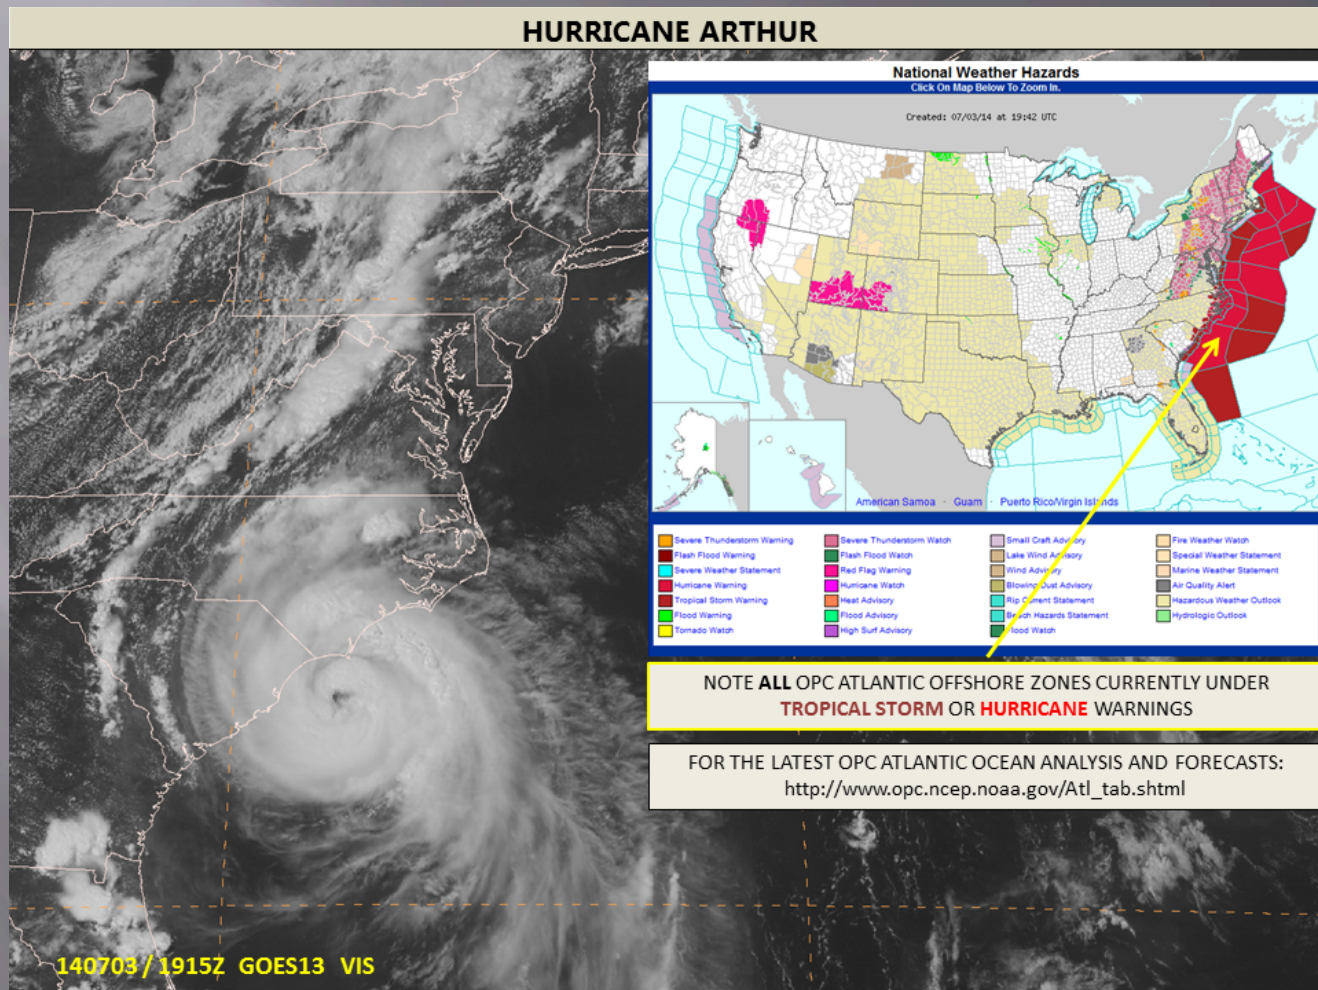 HURRICANE ARTHUR
National Weather Hazards
Click On Map Below To Zoom In.
Created: 07/03/14 at 19:42 UTC
American Samoa · Guam · Puerto Rico/Virgin Islands
Severe Thunderstorm Warning
Flash Flood Warning
Severe Weather Statement
Hurricane Warning
Tropical Storm Warning
Flood Warning
Tornado Watch
Severe Thunderstorm Watch
Flash Flood Watch
Red Flag Warning
Hurricane Watch
Heat Advisory
Flood Advisory
High Surf Advisory
Small Craft Advisory
Lake Wind Advisory
Wind Advisory
Blowing Dust Advisory
Rip Current Statement
Beach Hazards Statement
Flood Watch
Fire Weather Watch
Special Weather Statement
Marine Weather Statement
Air Quality Alert
Hazardous Weather Outlook
Hydrologic Outlook
NOTE ALL OPC ATLANTIC OFFSHORE ZONES CURRENTLY UNDER
TROPICAL STORM OR HURRICANE WARNINGS
FOR THE LATEST OPC ATLANTIC OCEAN ANALYSIS AND FORECASTS:
http://www.opc.ncep.noaa.gov/Atl_tab.shtml
140703 / 1915Z GOES13 VIS